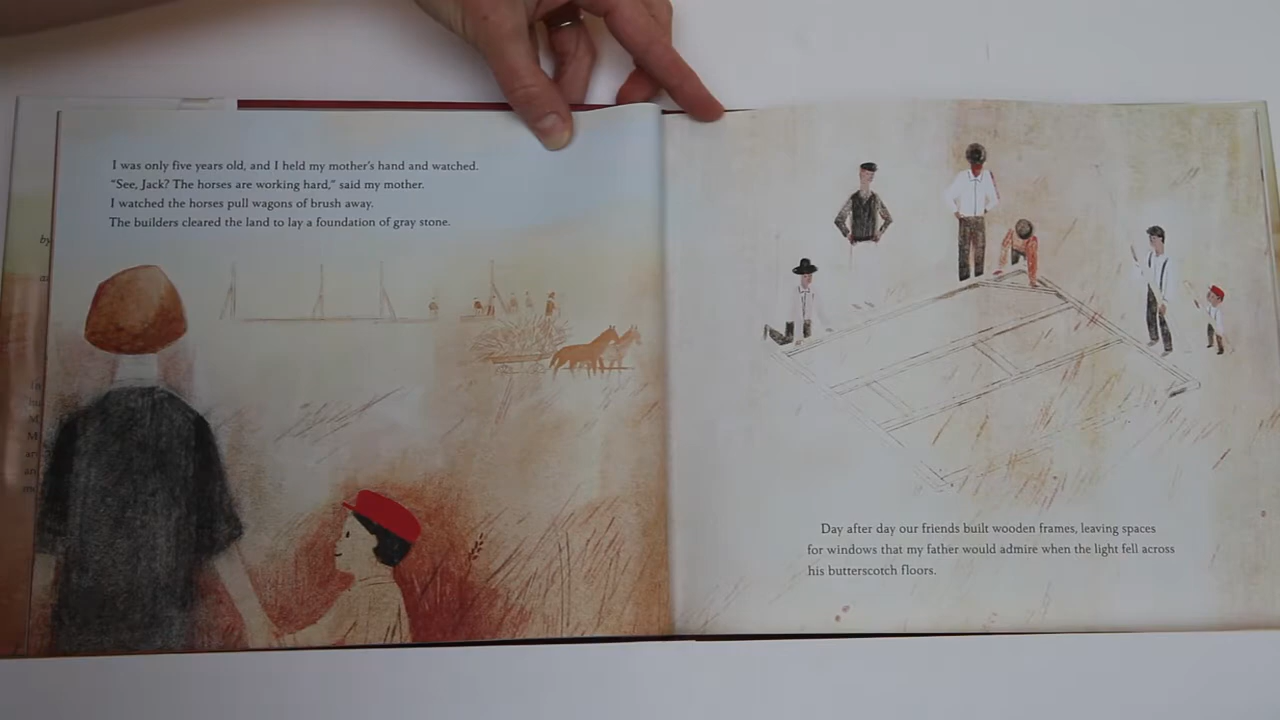 I was only five years old, and I held my mother's hand and watched.
"See, Jack? The horses are working hard," said my mother.
I watched the horses pull wagons of brush away.
The builders cleared the land to lay a foundation of gray stone.
by
Day after day our friends built wooden frames, leaving spaces
for windows that my father would admire when the light fell across
his butterscotch floors.